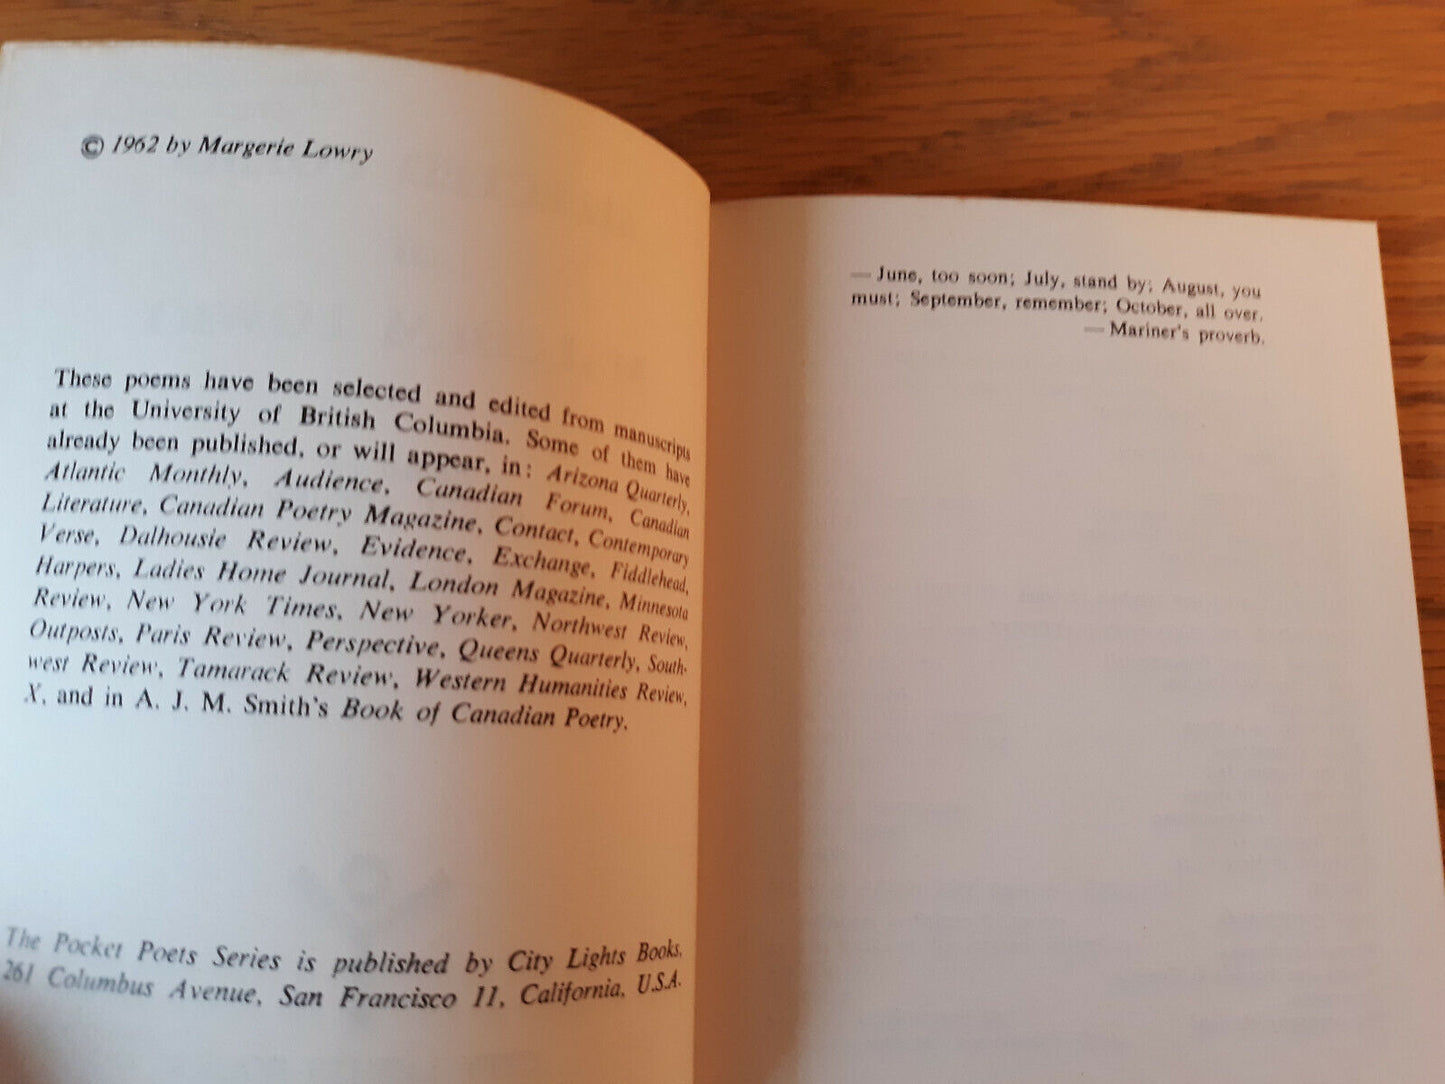 © 1962 by Margerie Lowry
These poems have been selected and edited from manuscripts
at the University of British Columbia. Some of them have
already been published, or will appear, in: Arizona Quarterly,
Atlantic Monthly, Audience, Canadian Forum, Canadian
Literature, Canadian Poetry Magazine, Contact, Contemporary
Verse, Dalhousie Review, Evidence, Exchange, Fiddlehead,
Harpers, Ladies Home Journal, London Magazine, Minnesota
Review, New York Times, New Yorker, Northwest Review,
Outposts, Paris Review, Perspective, Queens Quarterly, South-
west Review, Tamarack Review, Western Humanities Review,
X, and in A. J. M. Smith's Book of Canadian Poetry.
The Pocket Poets Series is published by City Lights Books,
261 Columbus Avenue, San Francisco 11, California, U.S.A.
— June, too soon; July, stand by; August, you
must; September, remember; October, all over.
— Mariner's proverb.